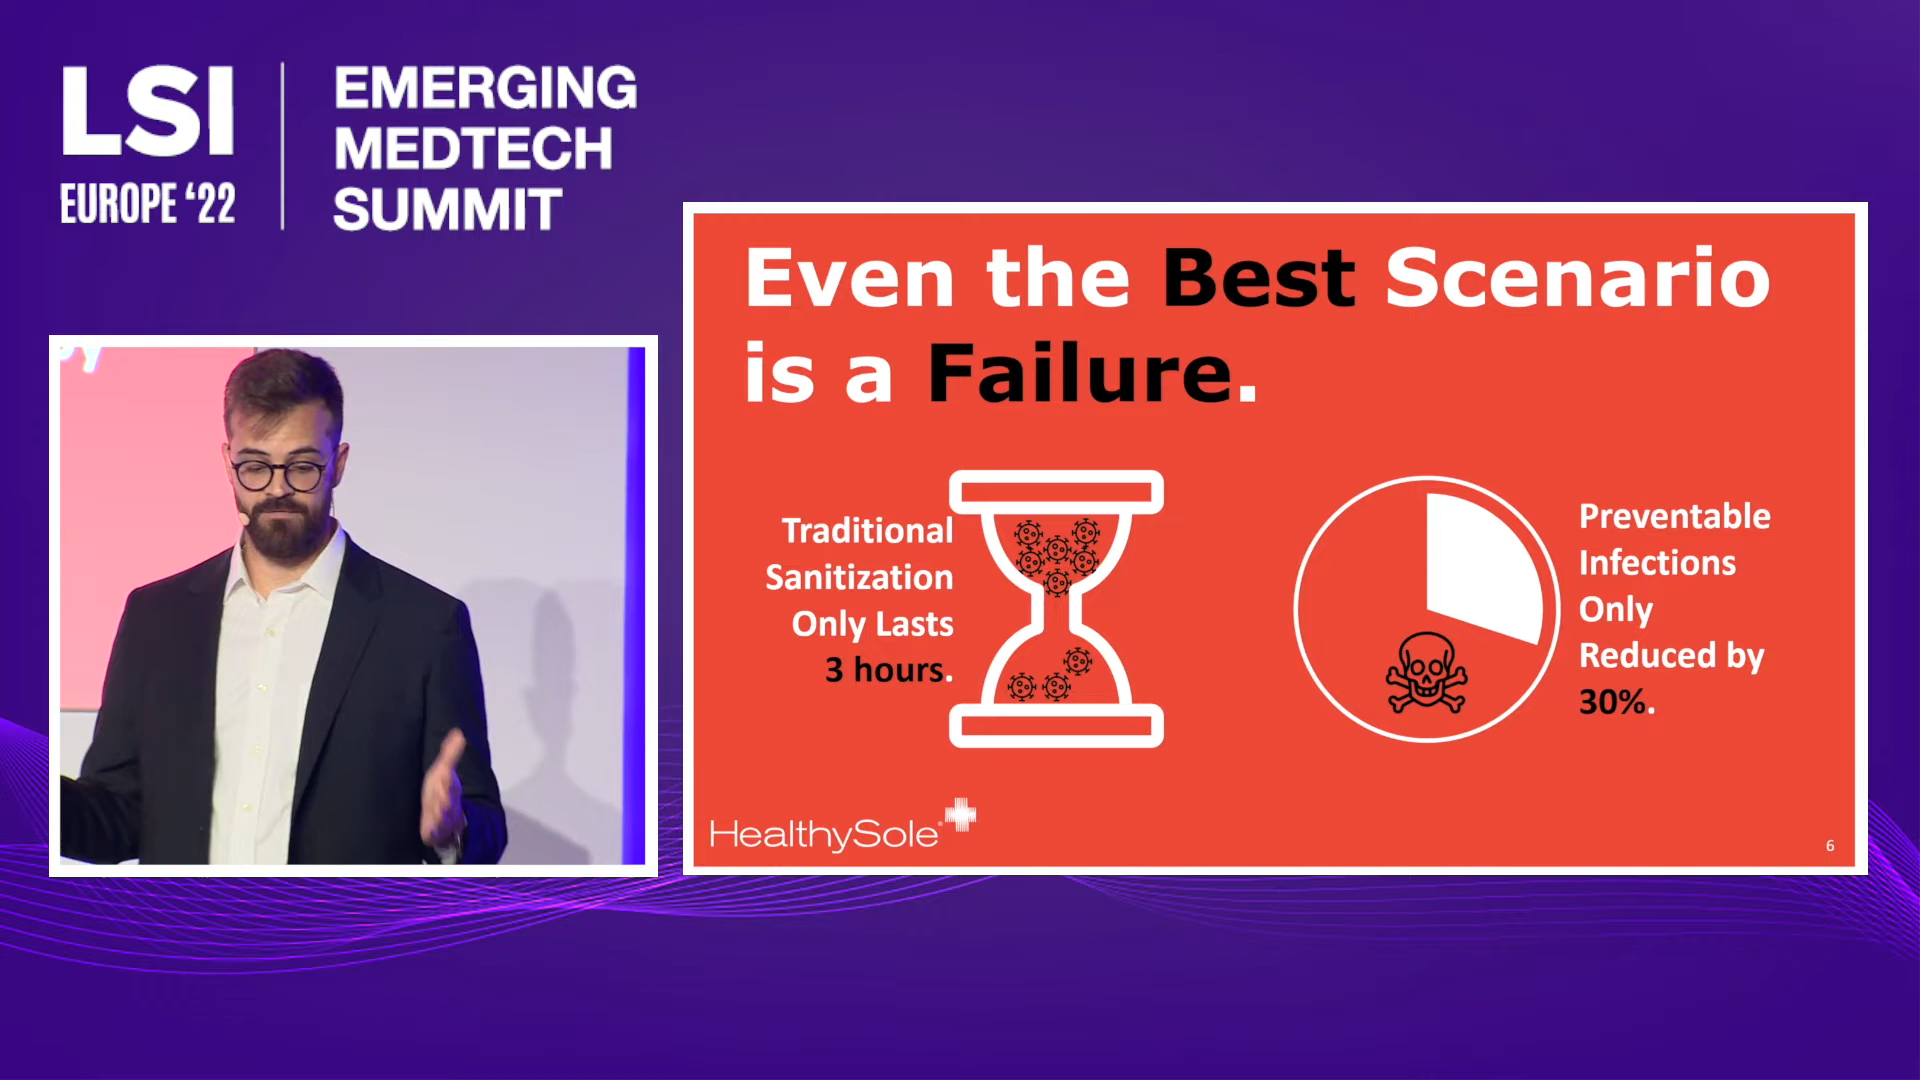 LSI
EUROPE ‘22
EMERGING
MEDTECH
SUMMIT
Even the Best Scenario
is a Failure.
Traditional
Sanitization
Only Lasts
3 hours.
Preventable
Infections
Only
Reduced by
30%.
HealthySole
6